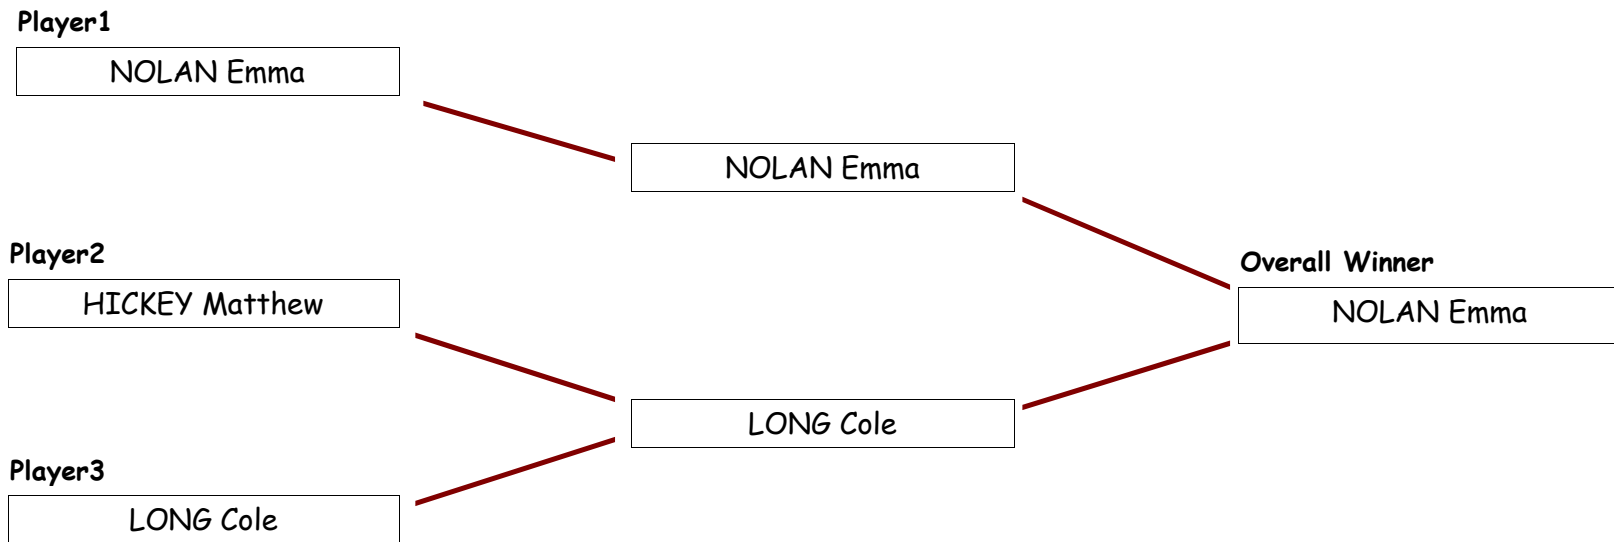 Player1
NOLAN Emma
NOLAN Emma
Player2
HICKEY Matthew
Overall Winner
NOLAN Emma
LONG Cole
Player3
LONG Cole